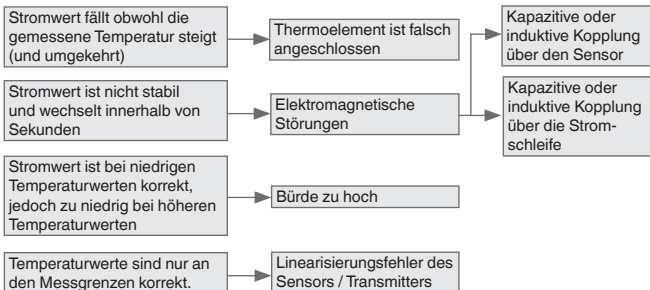 Stromwert fällt obwohl die
gemessene Temperatur steigt
(und umgekehrt)
Thermoelement ist falsch
angeschlossen
Kapazitive oder
induktive Kopplung
über den Sensor
Stromwert ist nicht stabil
und wechselt innerhalb von
Sekunden
Elektromagnetische
Störungen
Kapazitive oder
induktive Kopplung
über die Strom-
schleife
Stromwert ist bei niedrigen
Temperaturwerten korrekt,
jedoch zu niedrig bei höheren
Temperaturwerten
Bürde zu hoch
Temperaturwerte sind nur an
den Messgrenzen korrekt.
Linearisierungsfehler des
Sensors / Transmitters